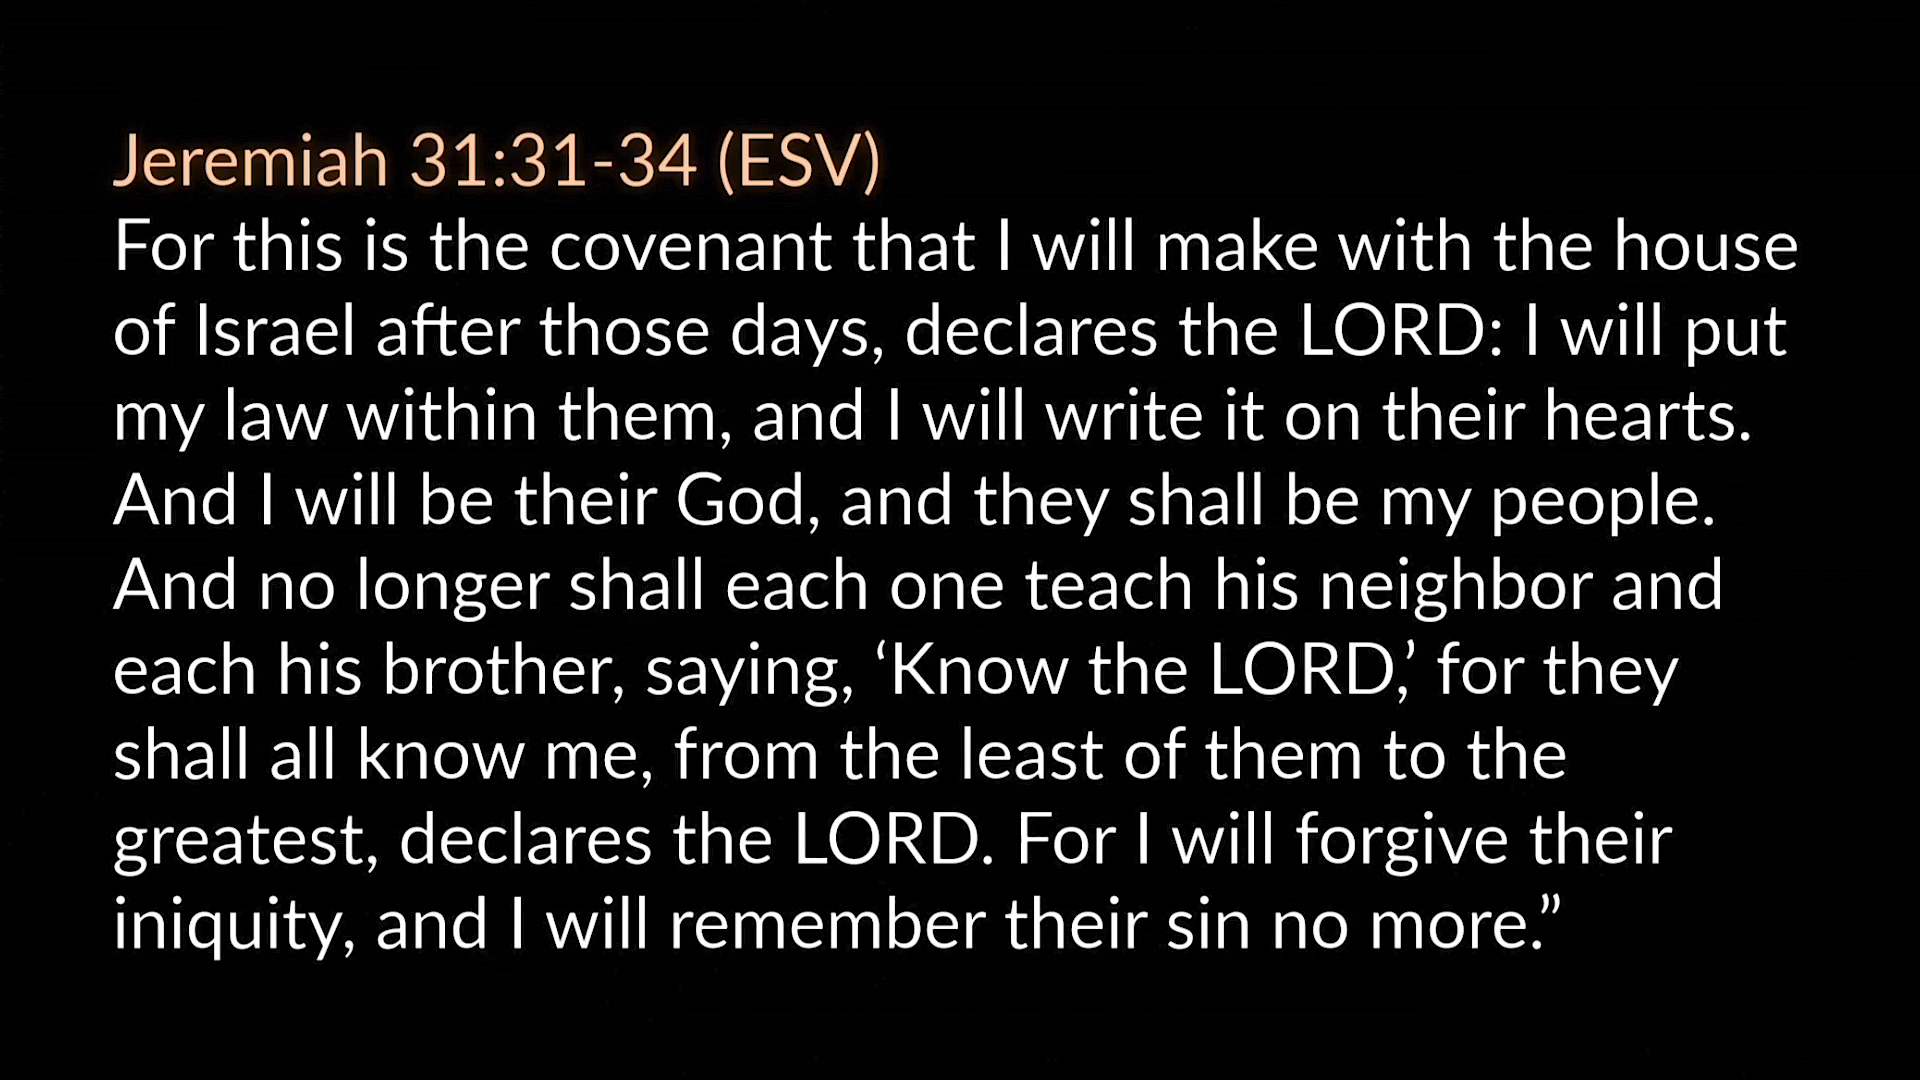 Jeremiah 31:31-34 (ESV)
For this is the covenant that I will make with the house
of Israel after those days, declares the LORD: I will put
my law within them, and I will write it on their hearts.
And I will be their God, and they shall be my people.
And no longer shall each one teach his neighbor and
each his brother, saying, ‘Know the LORD,’ for they
shall all know me, from the least of them to the
greatest, declares the LORD. For I will forgive their
iniquity, and I will remember their sin no more.”